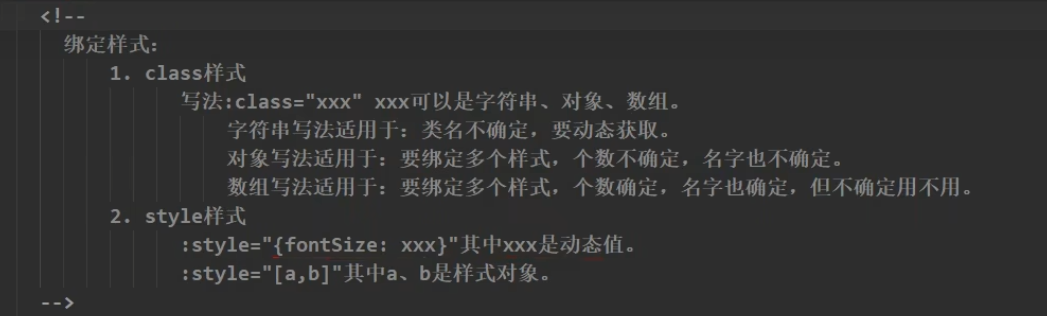 <!--
绑定样式：
1. class样式
写法:class="xxx" xxx可以是字符串、对象、数组。
字符串写法适用于：类名不确定，要动态获取。
对象写法适用于：要绑定多个样式，个数不确定，名字也不确定。
数组写法适用于：要绑定多个样式，个数确定，名字也确定，但不确定用不用。
2. style样式
:style="{fontSize: xxx}"其中xxx是动态值。
:style="[a,b]"其中a、b是样式对象。
-->